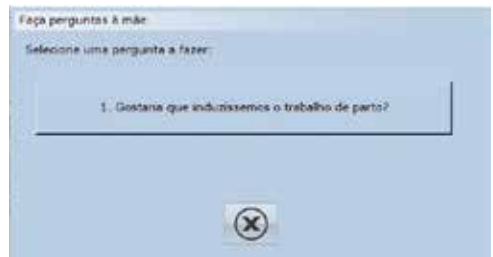 Faça perguntas à mãe
Selecione uma pergunta a fazer:
1. Gostaria que induzíssemos o trabalho de parto?